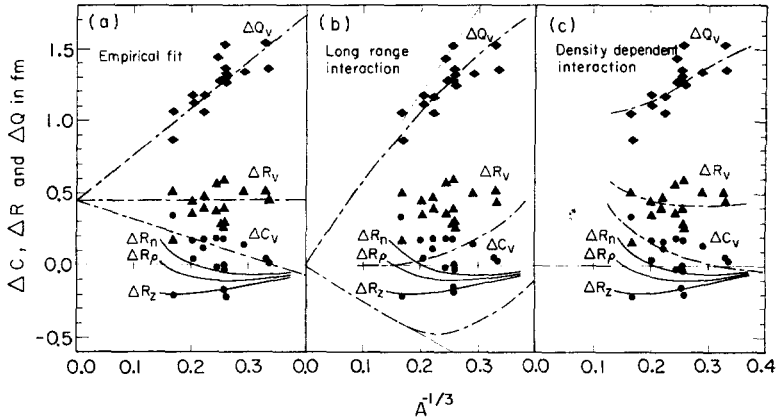 ΔC, ΔR and ΔQ in fm
1.5
1.0
0.5
0.0
-0.5
(a)
Empirical fit
ΔQv
ΔRv
ΔCv
ΔRn
ΔRρ
ΔRz
0.0
0.1
0.2
0.3
(b)
Long range
interaction
ΔQv
ΔRv
ΔCv
ΔRn
ΔRρ
ΔRz
0.0
0.1
0.2
0.3
(c)
Density dependent
interaction
ΔQv
ΔRv
ΔCv
ΔRn
ΔRρ
ΔRz
0.0
0.1
0.2
0.3
0.4
A^-1/3